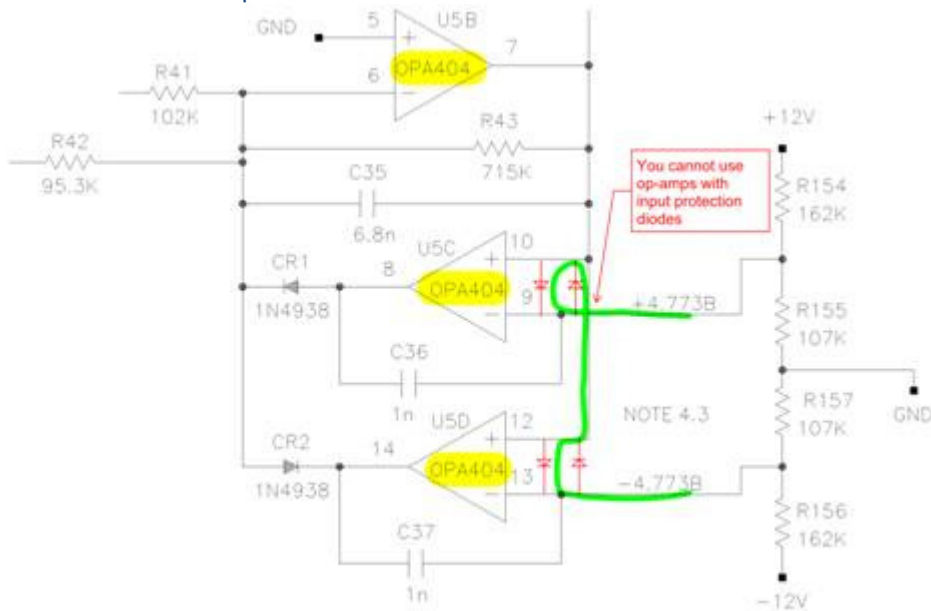 GND
5
U5B
7
+
OPA404
6
−
R41
102K
R42
95.3K
R43
715K
C35
6.8n
You cannot use
op-amps with
input protection
diodes
+12V
R154
162K
U5C
10
+
8
OPA404
9
−
CR1
1N4938
+4.773B
R155
107K
C36
1n
GND
U5D
12
+
NOTE 4.3
R157
107K
CR2
14
OPA404
13
−
1N4938
−4.773B
R156
162K
C37
1n
−12V